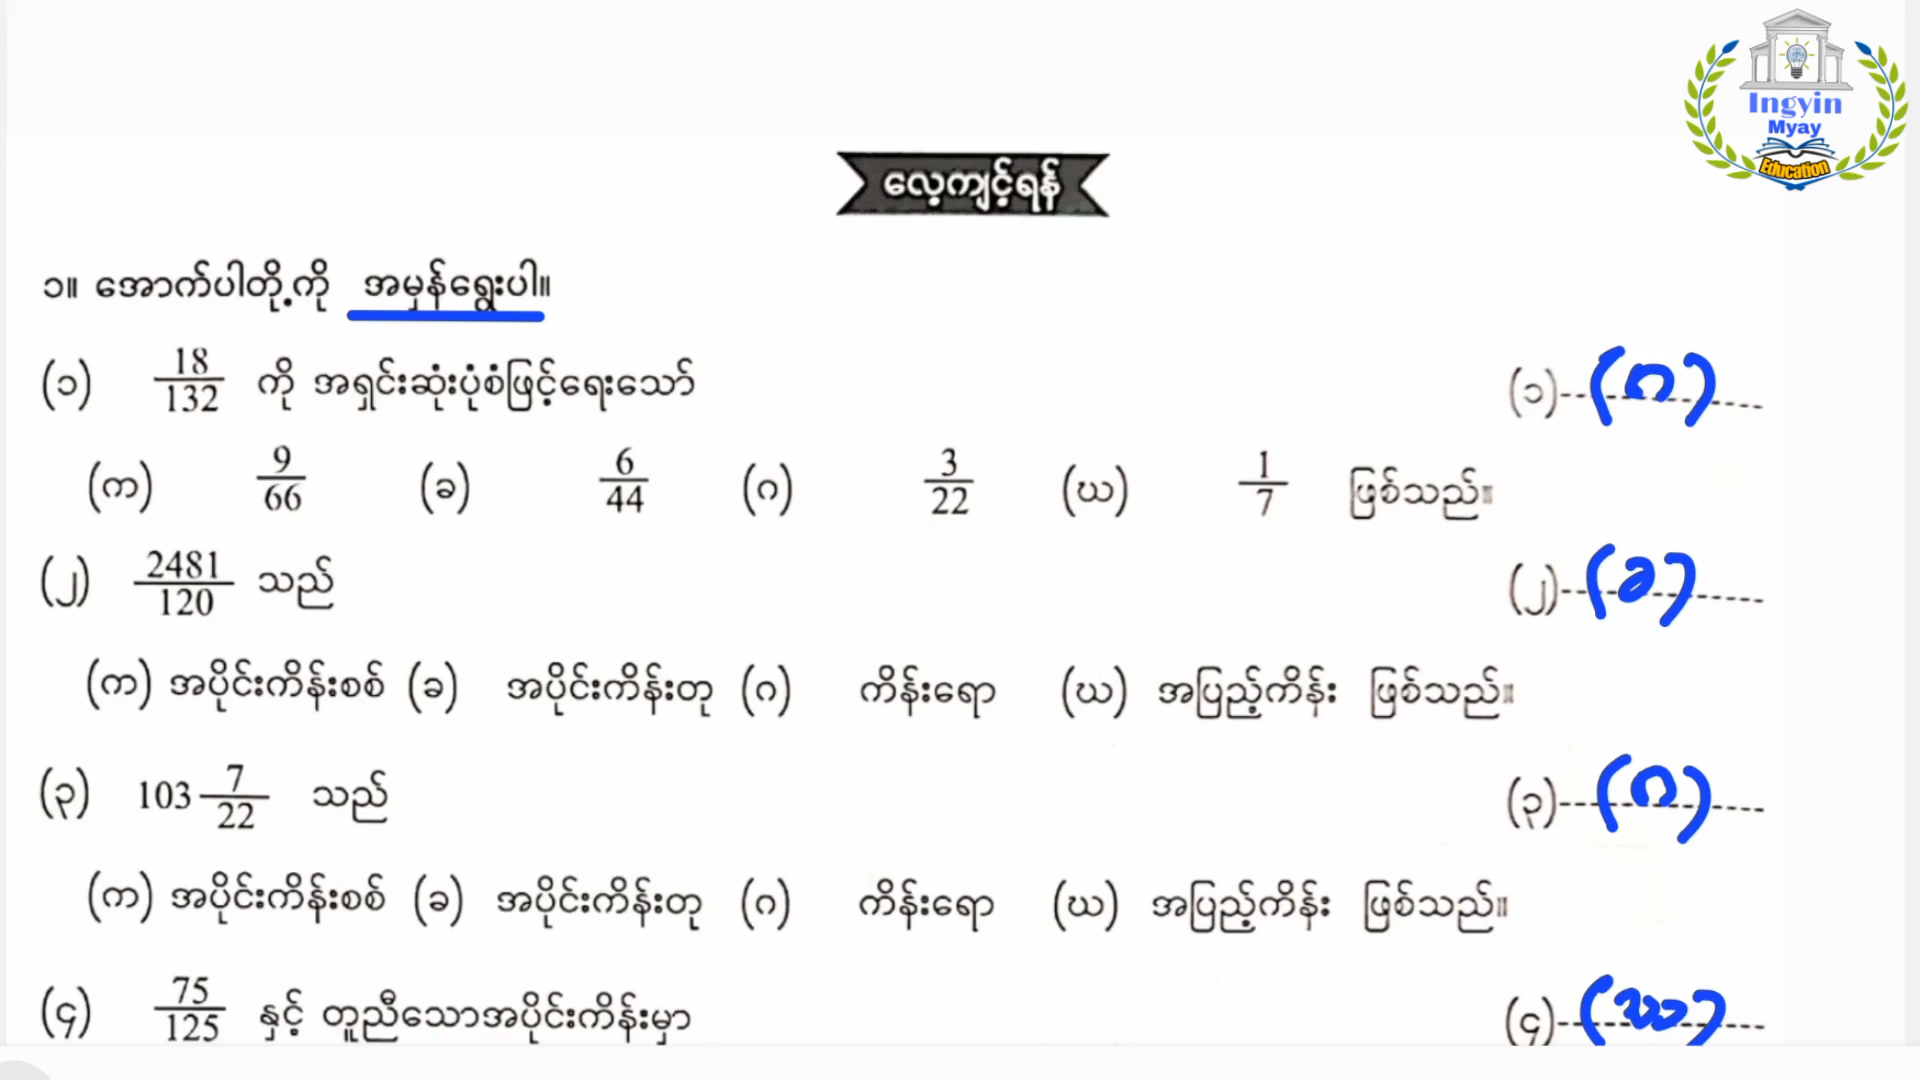 Ingyin
Myay
Education
လေ့ကျင့်ရန်
၁။ အောက်ပါတို့ကို အမှန်ရွေးပါ။
(၁) 18/132 ကို အရှင်းဆုံးပုံစံဖြင့်ရေးသော် (၁)---(ဂ)---
(က) 9/66 (ခ) 6/44 (ဂ) 3/22 (ဃ) 1/7 ဖြစ်သည်။
(၂) 2481/120 သည် (၂)---(ခ)---
(က) အပိုင်းကိန်းစစ် (ခ) အပိုင်းကိန်းတု (ဂ) ကိန်းရော (ဃ) အပြည့်ကိန်း ဖြစ်သည်။
(၃) 103 7/22 သည် (၃)---(ဂ)---
(က) အပိုင်းကိန်းစစ် (ခ) အပိုင်းကိန်းတု (ဂ) ကိန်းရော (ဃ) အပြည့်ကိန်း ဖြစ်သည်။
(၄) 75/125 နှင့် တူညီသောအပိုင်းကိန်းမှာ (၄)---(ဃ)---